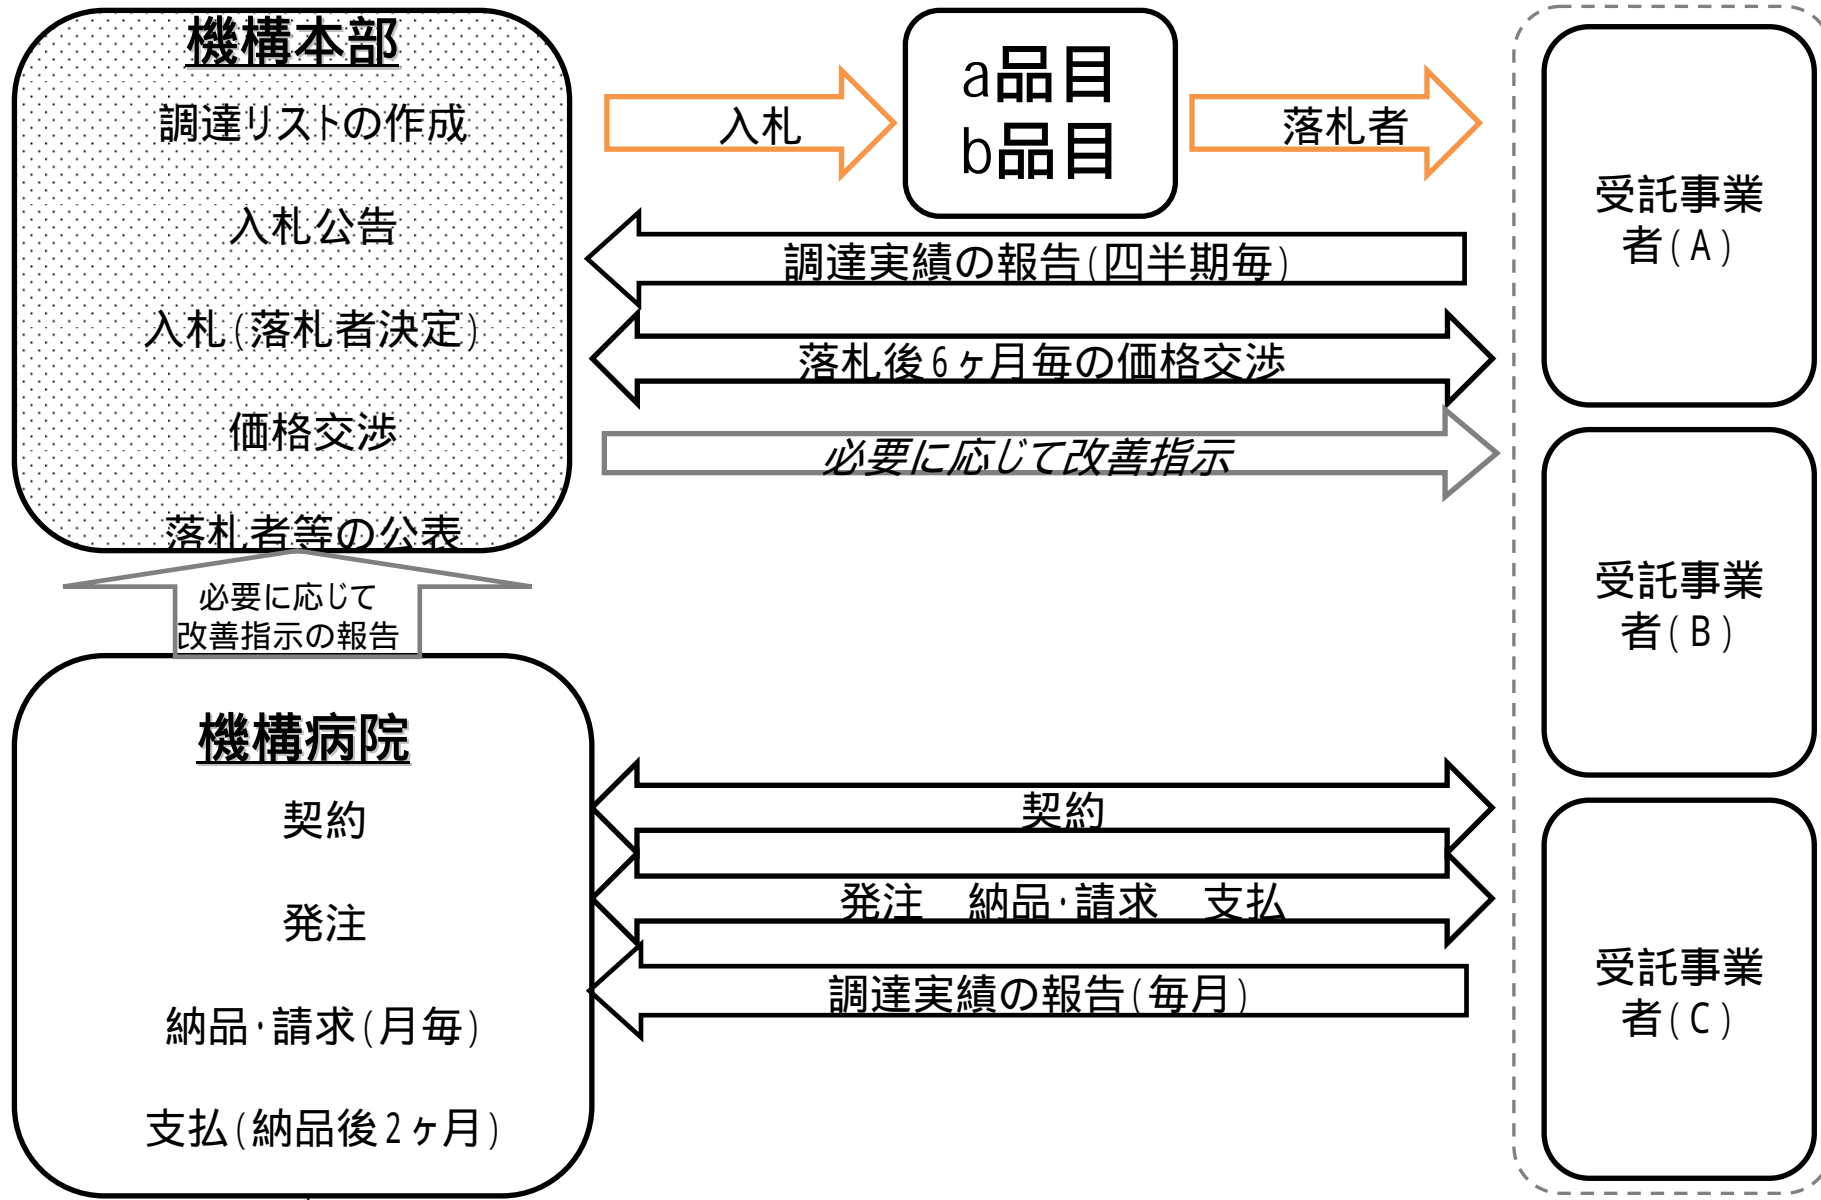 機構本部
調達リストの作成
入札公告
入札(落札者決定)
価格交渉
落札者等の公表
入札
a品目
b品目
落札者
調達実績の報告(四半期毎)
落札後6ヶ月毎の価格交渉
必要に応じて改善指示
受託事業
者(A)
受託事業
者(B)
受託事業
者(C)
必要に応じて
改善指示の報告
機構病院
契約
発注
納品・請求(月毎)
支払(納品後2ヶ月)
契約
発注　納品・請求　支払
調達実績の報告(毎月)